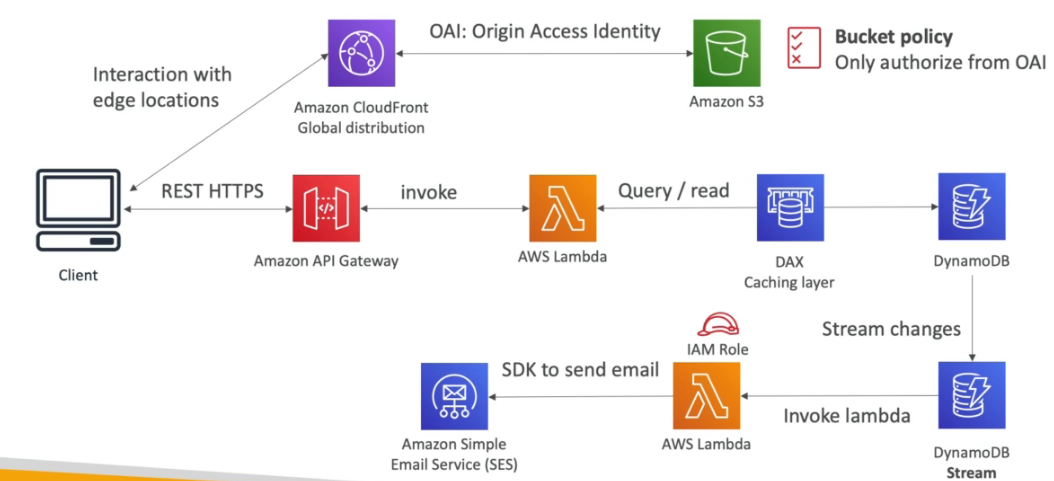 OAI: Origin Access Identity
Bucket policy
Only authorize from OAI
Interaction with
edge locations
Amazon CloudFront
Global distribution
Amazon S3
REST HTTPS
invoke
Query / read
</>
Client
Amazon API Gateway
AWS Lambda
DAX
Caching layer
DynamoDB
Stream changes
IAM Role
SDK to send email
Invoke lambda
Amazon Simple
Email Service (SES)
AWS Lambda
DynamoDB
Stream